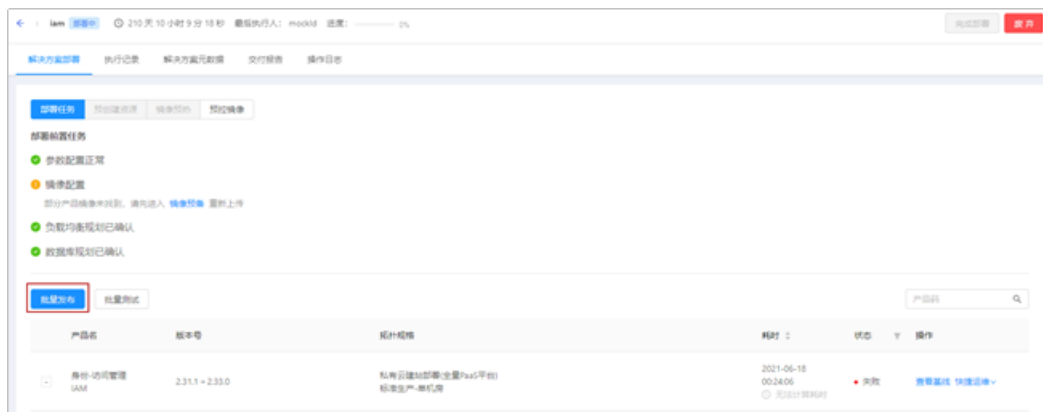 iam 部署中 210 天 10 小时 9 分 18 秒 最后执行人： mockId 进度： 0% 完成部署 废弃
解决方案部署 执行记录 解决方案元数据 交付报告 操作日志
部署任务 预创建资源 镜像预热 预拉镜像
部署前置任务
参数配置正常
镜像配置
部分产品镜像未找到，请先进入 镜像预备 重新上传
负载均衡规划已确认
数据库规划已确认
批量发布 批量测试 产品码
产品名 版本号 拓扑规格 耗时 状态 操作
身份-访问管理
IAM
2.31.1 ÷ 2.33.0
私有云建站部署(全量PaaS平台)
标准生产-单机房
2021-06-18
00:24:06
无法计算耗时
失败
查看基线 快捷运维